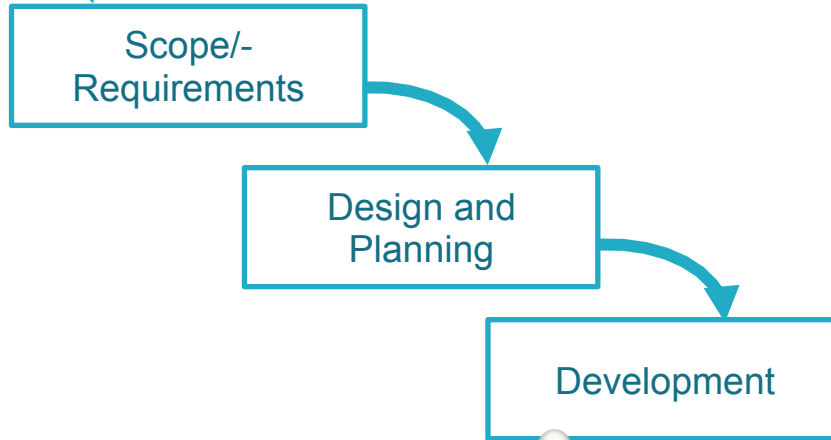 Scope/-
Requirements
Design and
Planning
Development